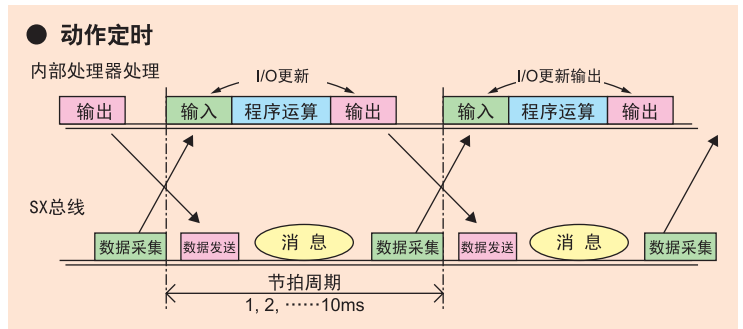 ● 动作定时
内部处理器处理
I/O更新 I/O更新输出
输出 输入 程序运算 输出 输入 程序运算 输出
SX总线
数据采集 数据发送 消息 数据采集 数据发送 消息 数据采集
节拍周期
1, 2, ……10ms